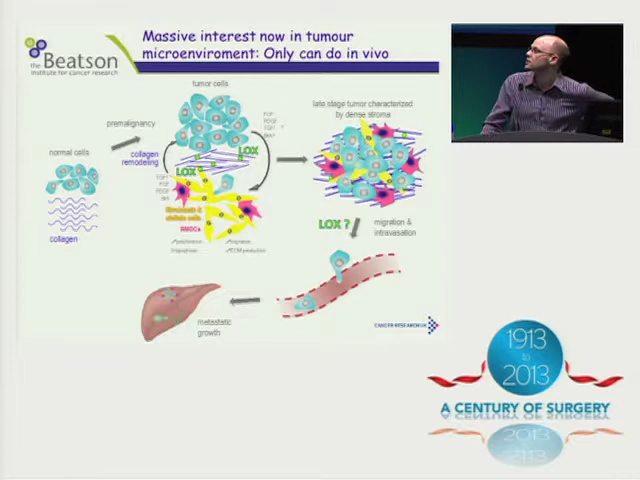 the Beatson
institute for cancer research
Massive interest now in tumour
microenviroment: Only can do in vivo
tumor cells
late stage tumor characterized
by dense stroma
premalignancy
normal cells
collagen
remodeling
LOX
LOX
collagen
RMDCs
LOX ?
migration &
intravasation
metastatic
growth
CANCER RESEARCH UK
1913
to
2013
A CENTURY OF SURGERY